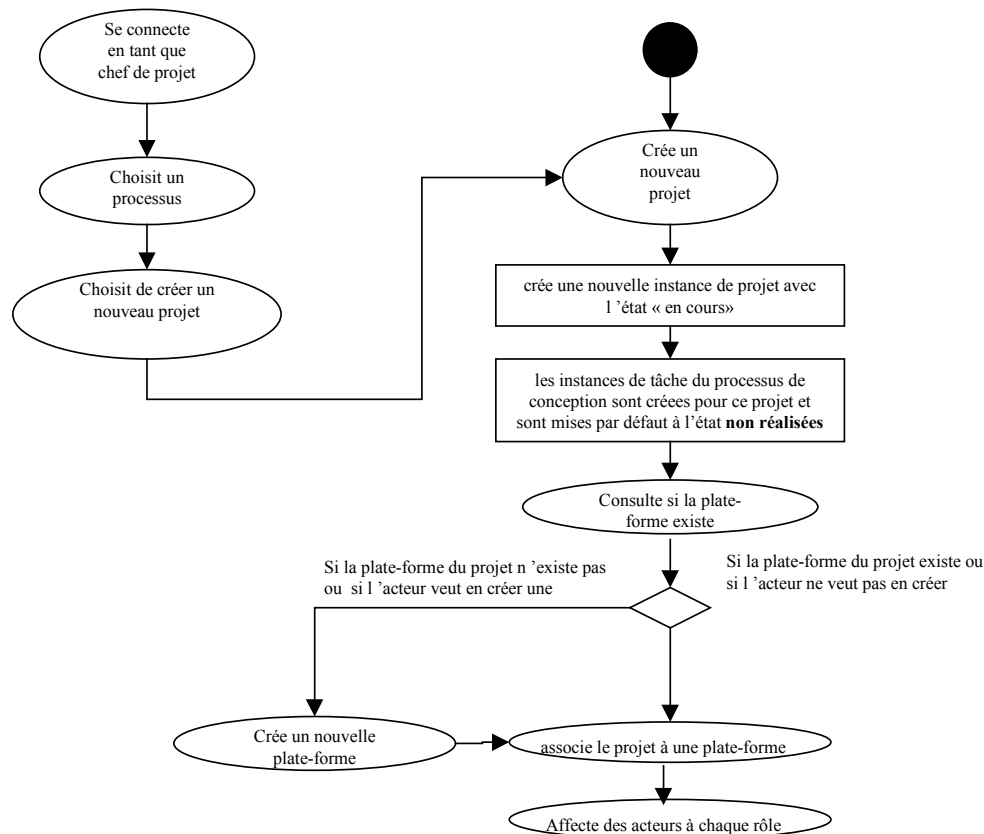 Se connecte
en tant que
chef de projet
Choisit un
processus
Choisit de créer un
nouveau projet
Crée un
nouveau
projet
crée une nouvelle instance de projet avec
l 'état « en cours»
les instances de tâche du processus de
conception sont créees pour ce projet et
sont mises par défaut à l'état non réalisées
Consulte si la plate-
forme existe
Si la plate-forme du projet n 'existe pas
ou si l 'acteur veut en créer une
Si la plate-forme du projet existe ou
si l 'acteur ne veut pas en créer
Crée un nouvelle
plate-forme
associe le projet à une plate-forme
Affecte des acteurs à chaque rôle